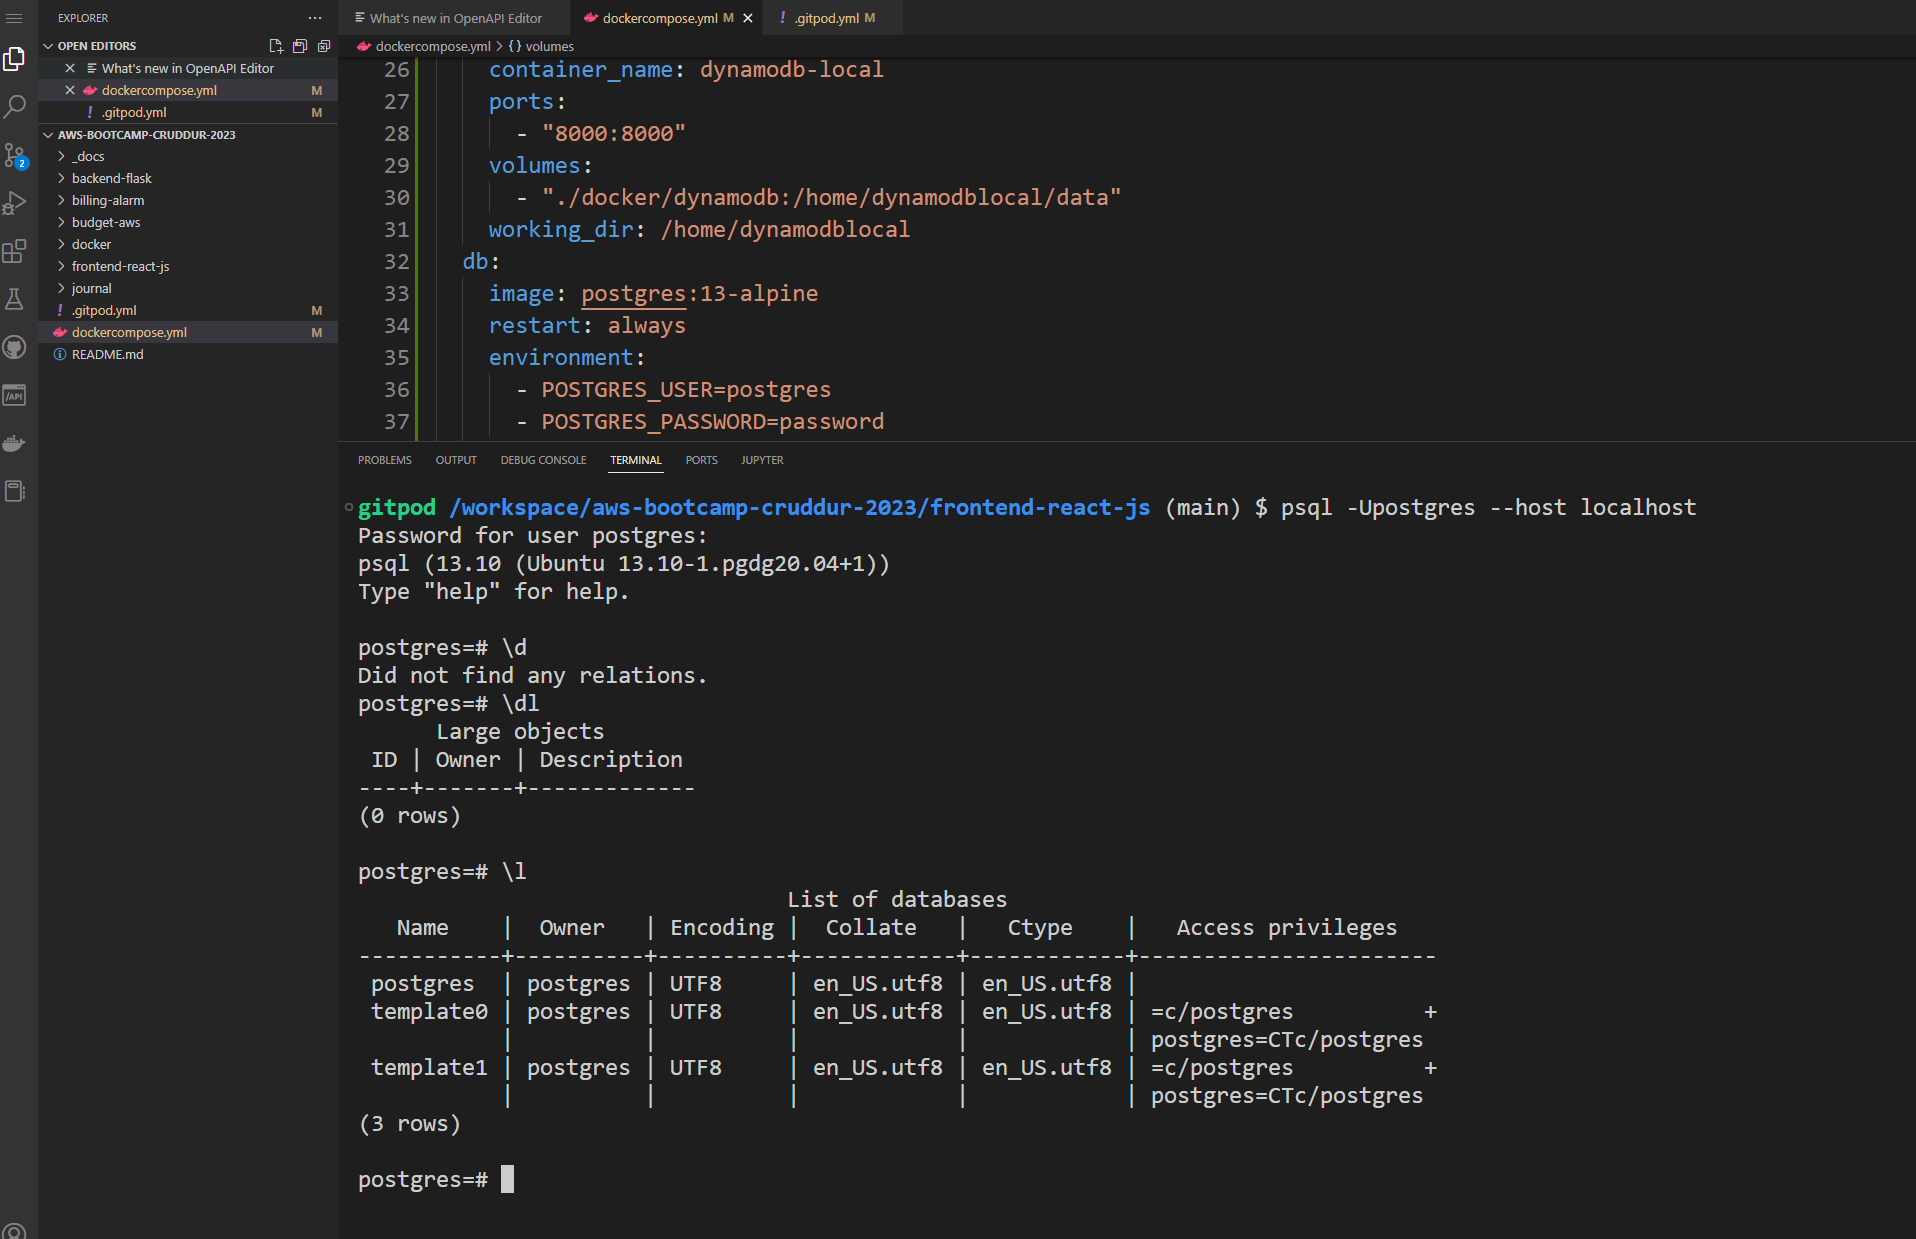 EXPLORER ...
OPEN EDITORS
What's new in OpenAPI Editor
dockercompose.yml M
! .gitpod.yml M
AWS-BOOTCAMP-CRUDDUR-2023
_docs
backend-flask
billing-alarm
budget-aws
docker
frontend-react-js
journal
! .gitpod.yml M
dockercompose.yml M
README.md
2
/API
What's new in OpenAPI Editor
dockercompose.yml M
! .gitpod.yml M
dockercompose.yml > {} volumes
26 container_name: dynamodb-local
27 ports:
28 - "8000:8000"
29 volumes:
30 - "./docker/dynamodb:/home/dynamodblocal/data"
31 working_dir: /home/dynamodblocal
32 db:
33 image: postgres:13-alpine
34 restart: always
35 environment:
36 - POSTGRES_USER=postgres
37 - POSTGRES_PASSWORD=password
PROBLEMS OUTPUT DEBUG CONSOLE TERMINAL PORTS JUPYTER
gitpod /workspace/aws-bootcamp-cruddur-2023/frontend-react-js (main) $ psql -Upostgres --host localhost
Password for user postgres:
psql (13.10 (Ubuntu 13.10-1.pgdg20.04+1))
Type "help" for help.
postgres=# \d
Did not find any relations.
postgres=# \dl
Large objects
ID | Owner | Description
----+-------+-------------
(0 rows)
postgres=# \l
List of databases
Name | Owner | Encoding | Collate | Ctype | Access privileges
-----------+----------+----------+------------+------------+-----------------------
postgres | postgres | UTF8 | en_US.utf8 | en_US.utf8 |
template0 | postgres | UTF8 | en_US.utf8 | en_US.utf8 | =c/postgres +
| | | | | postgres=CTc/postgres
template1 | postgres | UTF8 | en_US.utf8 | en_US.utf8 | =c/postgres +
| | | | | postgres=CTc/postgres
(3 rows)
postgres=#